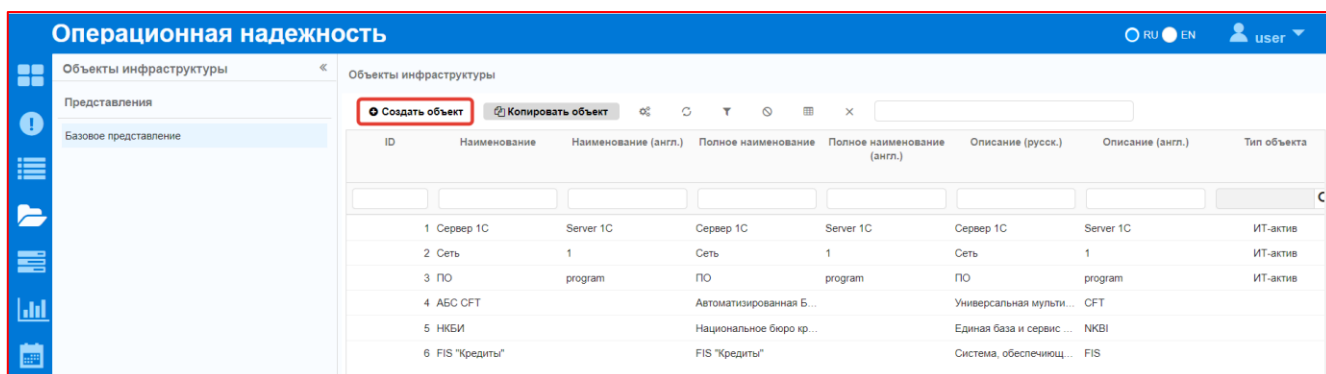 Операционная надежность
RU EN user
Объекты инфраструктуры «
Объекты инфраструктуры
Представления
Базовое представление
Создать объект Копировать объект
ID Наименование Наименование (англ.) Полное наименование Полное наименование (англ.) Описание (русск.) Описание (англ.) Тип объекта
1 Сервер 1С Server 1C Сервер 1С Server 1C Сервер 1С Server 1C ИТ-актив
2 Сеть 1 Сеть 1 Сеть 1 ИТ-актив
3 ПО program ПО program ПО program ИТ-актив
4 АБС CFT Автоматизированная Б... Универсальная мульти... CFT
5 НКБИ Национальное бюро кр... Единая база и сервис ... NKBI
6 FIS "Кредиты" FIS "Кредиты" Система, обеспечиющ... FIS